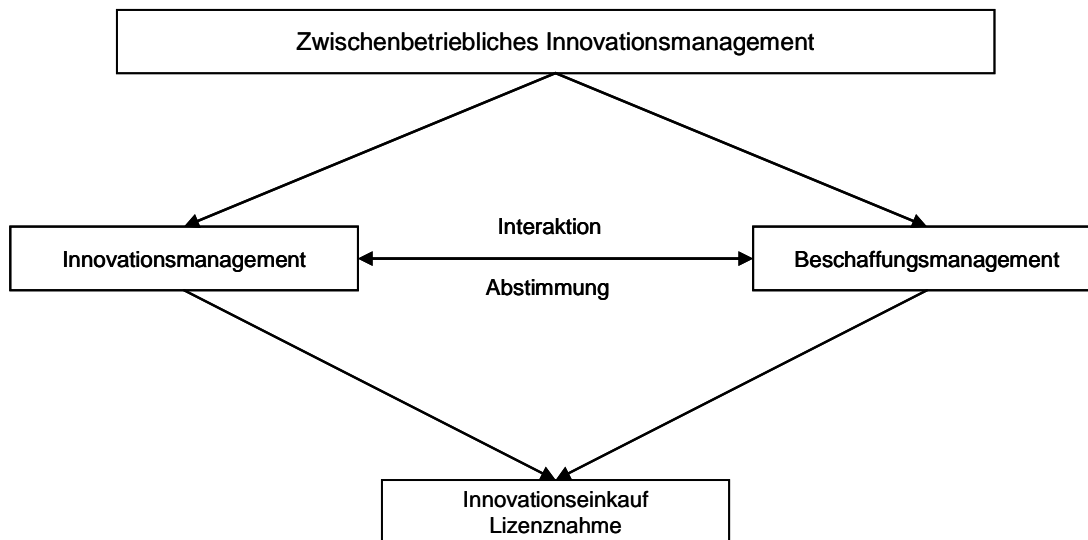 Zwischenbetriebliches Innovationsmanagement
Interaktion
Innovationsmanagement
Beschaffungsmanagement
Abstimmung
Innovationseinkauf
Lizenznahme